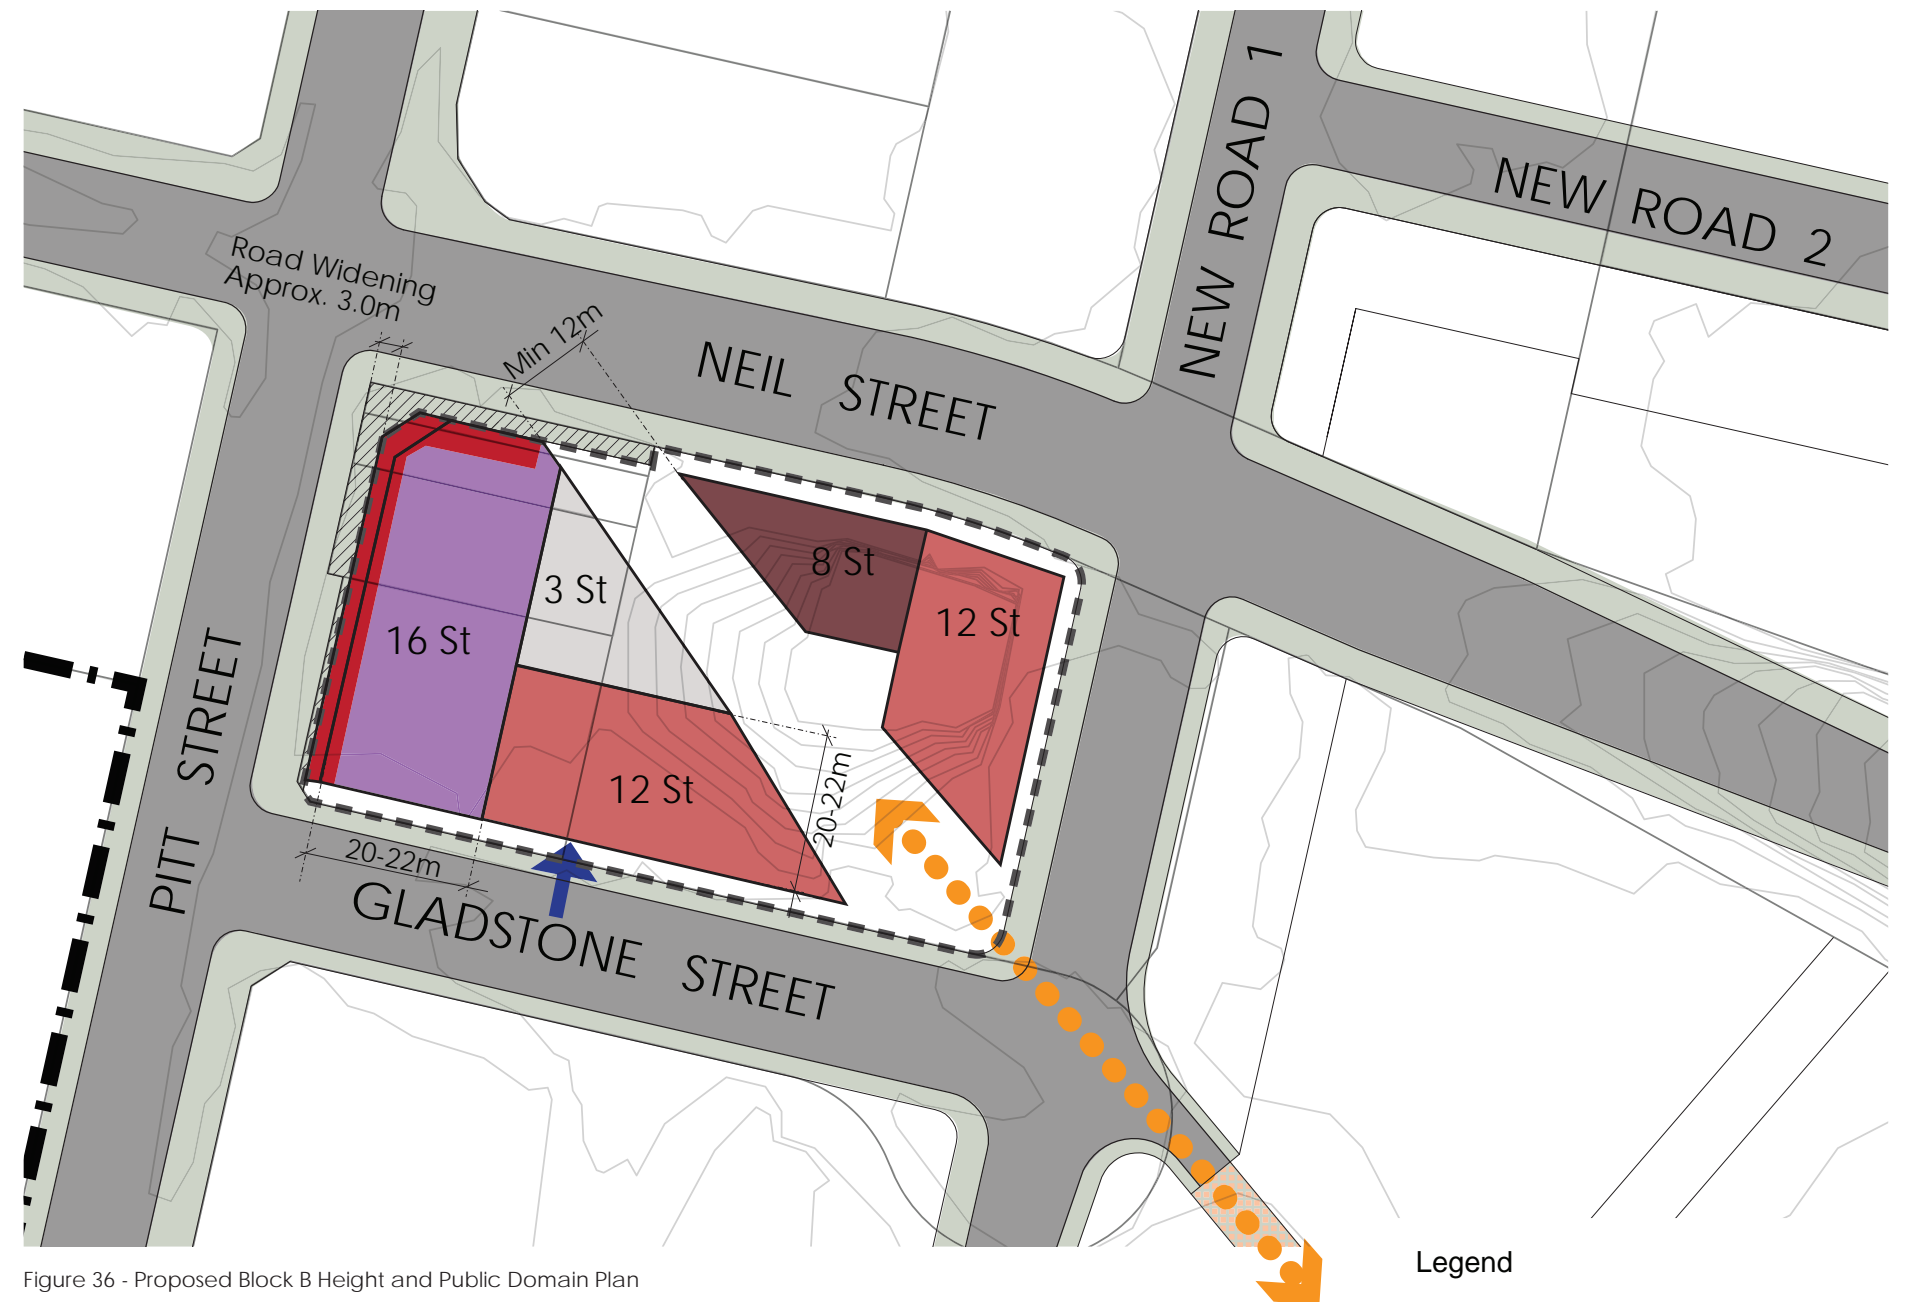 NEW ROAD 1
NEW ROAD 2
Road Widening
Approx. 3.0m
Min 12m
NEIL STREET
8 St
3 St
12 St
16 St
PITT STREET
12 St
20-22m
20-22m
GLADSTONE STREET
Legend
Figure 36 - Proposed Block B Height and Public Domain Plan